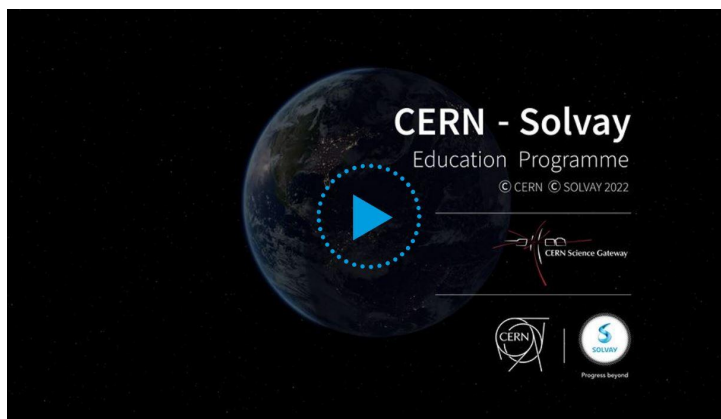 CERN - Solvay
Education Programme
© CERN © SOLVAY 2022
CERN Science Gateway
CERN
SOLVAY
Progress beyond